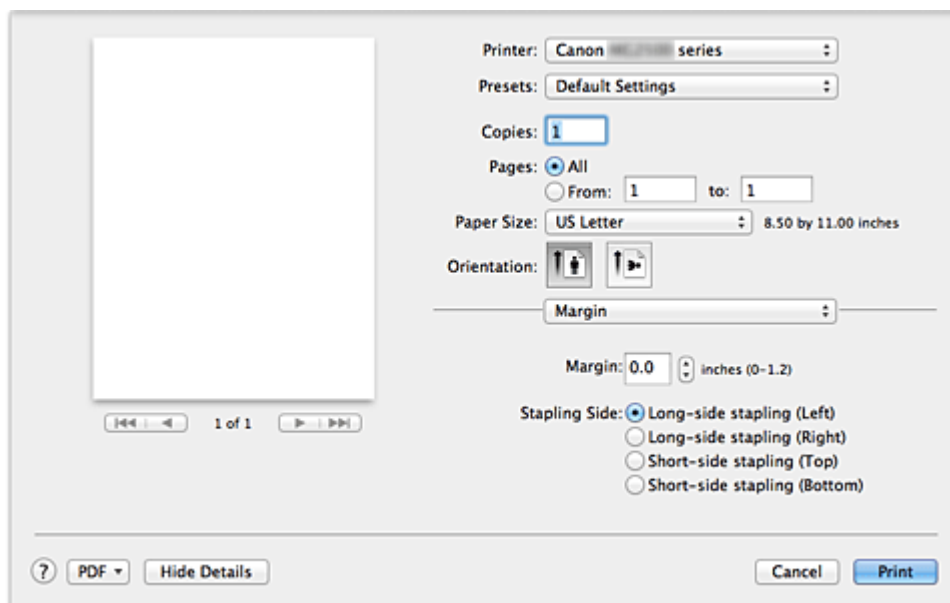 Printer: Canon series
Presets: Default Settings
Copies: 1
Pages: All
From: 1 to: 1
Paper Size: US Letter 8.50 by 11.00 inches
Orientation:
Margin
Margin: 0.0 inches (0-1.2)
Stapling Side: Long-side stapling (Left)
Long-side stapling (Right)
Short-side stapling (Top)
Short-side stapling (Bottom)
1 of 1
? PDF Hide Details Cancel Print